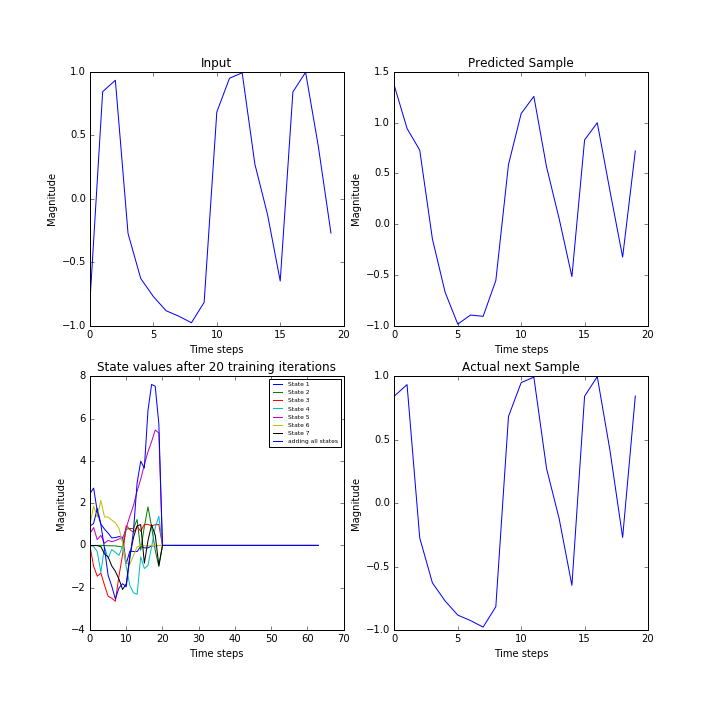 Input
Magnitude
1.0
0.5
0.0
−0.5
−1.0
0 5 10 15 20
Time steps
Predicted Sample
Magnitude
1.5
1.0
0.5
0.0
−0.5
−1.0
0 5 10 15 20
Time steps
State values after 20 training iterations
Magnitude
8
6
4
2
0
−2
−4
0 10 20 30 40 50 60 70
Time steps
State 1
State 2
State 3
State 4
State 5
State 6
State 7
adding all states
Actual next Sample
Magnitude
1.0
0.5
0.0
−0.5
−1.0
0 5 10 15 20
Time steps